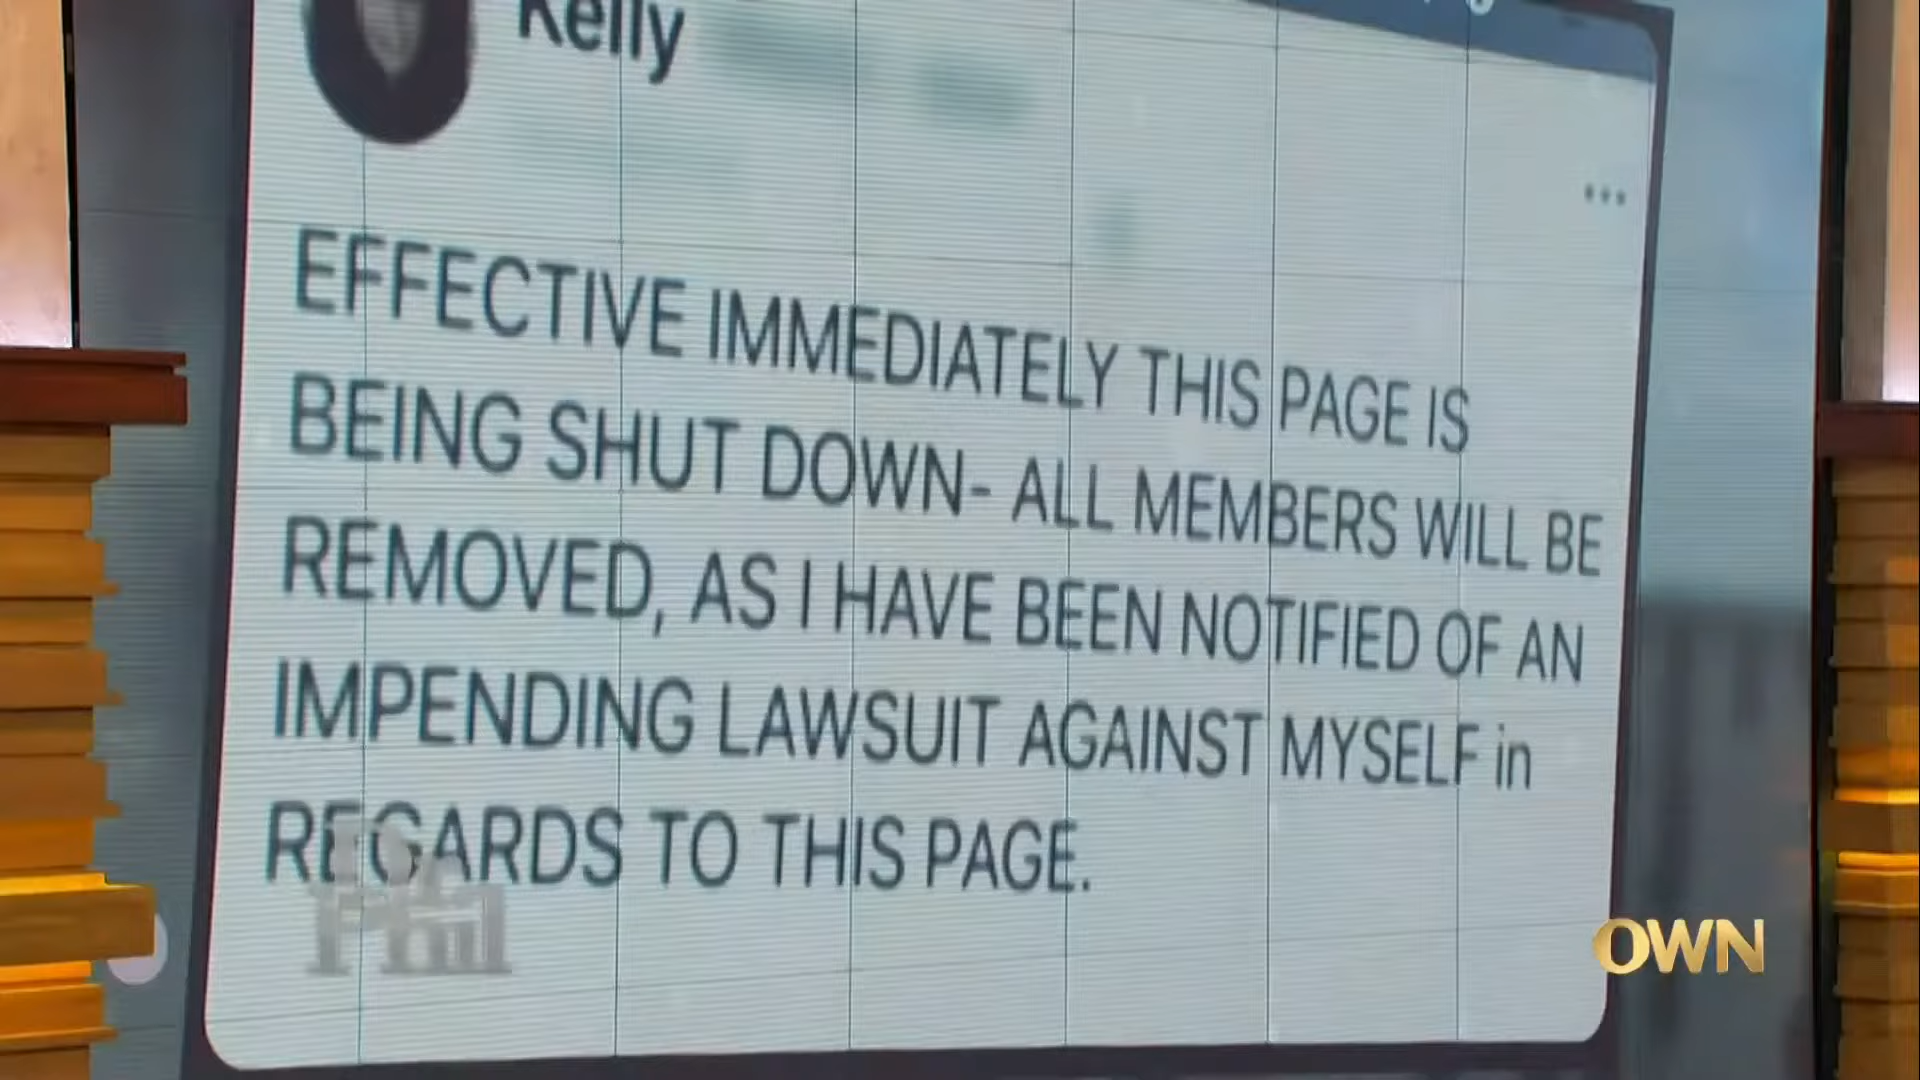 Kelly
EFFECTIVE IMMEDIATELY THIS PAGE IS
BEING SHUT DOWN- ALL MEMBERS WILL BE
REMOVED, AS I HAVE BEEN NOTIFIED OF AN
IMPENDING LAWSUIT AGAINST MYSELF in
REGARDS TO THIS PAGE.
Dr.
Phil
OWN